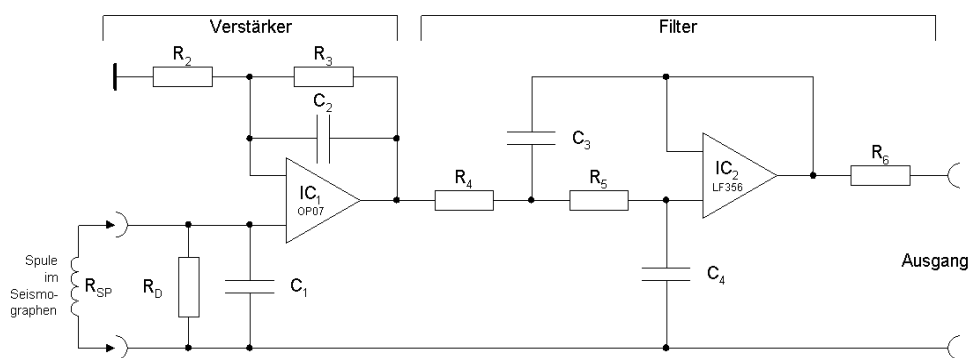 Verstärker
Filter
R2
R3
C2
C3
IC1
OP07
R4
R5
IC2
LF356
R6
Spule
im
Seismo-
graphen
RSP
RD
C1
C4
Ausgang